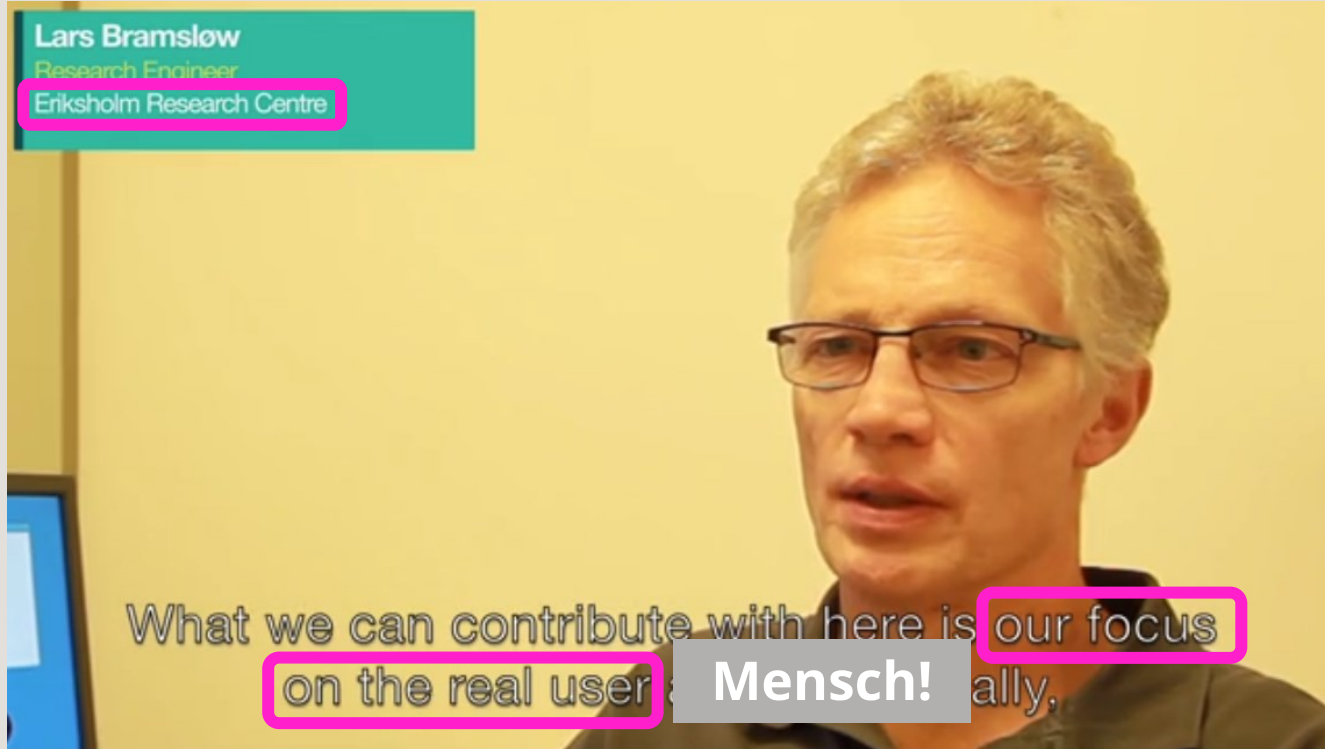 Lars Bramsløw
Research Engineer
Eriksholm Research Centre
What we can contribute with here is our focus
on the real user
Mensch!